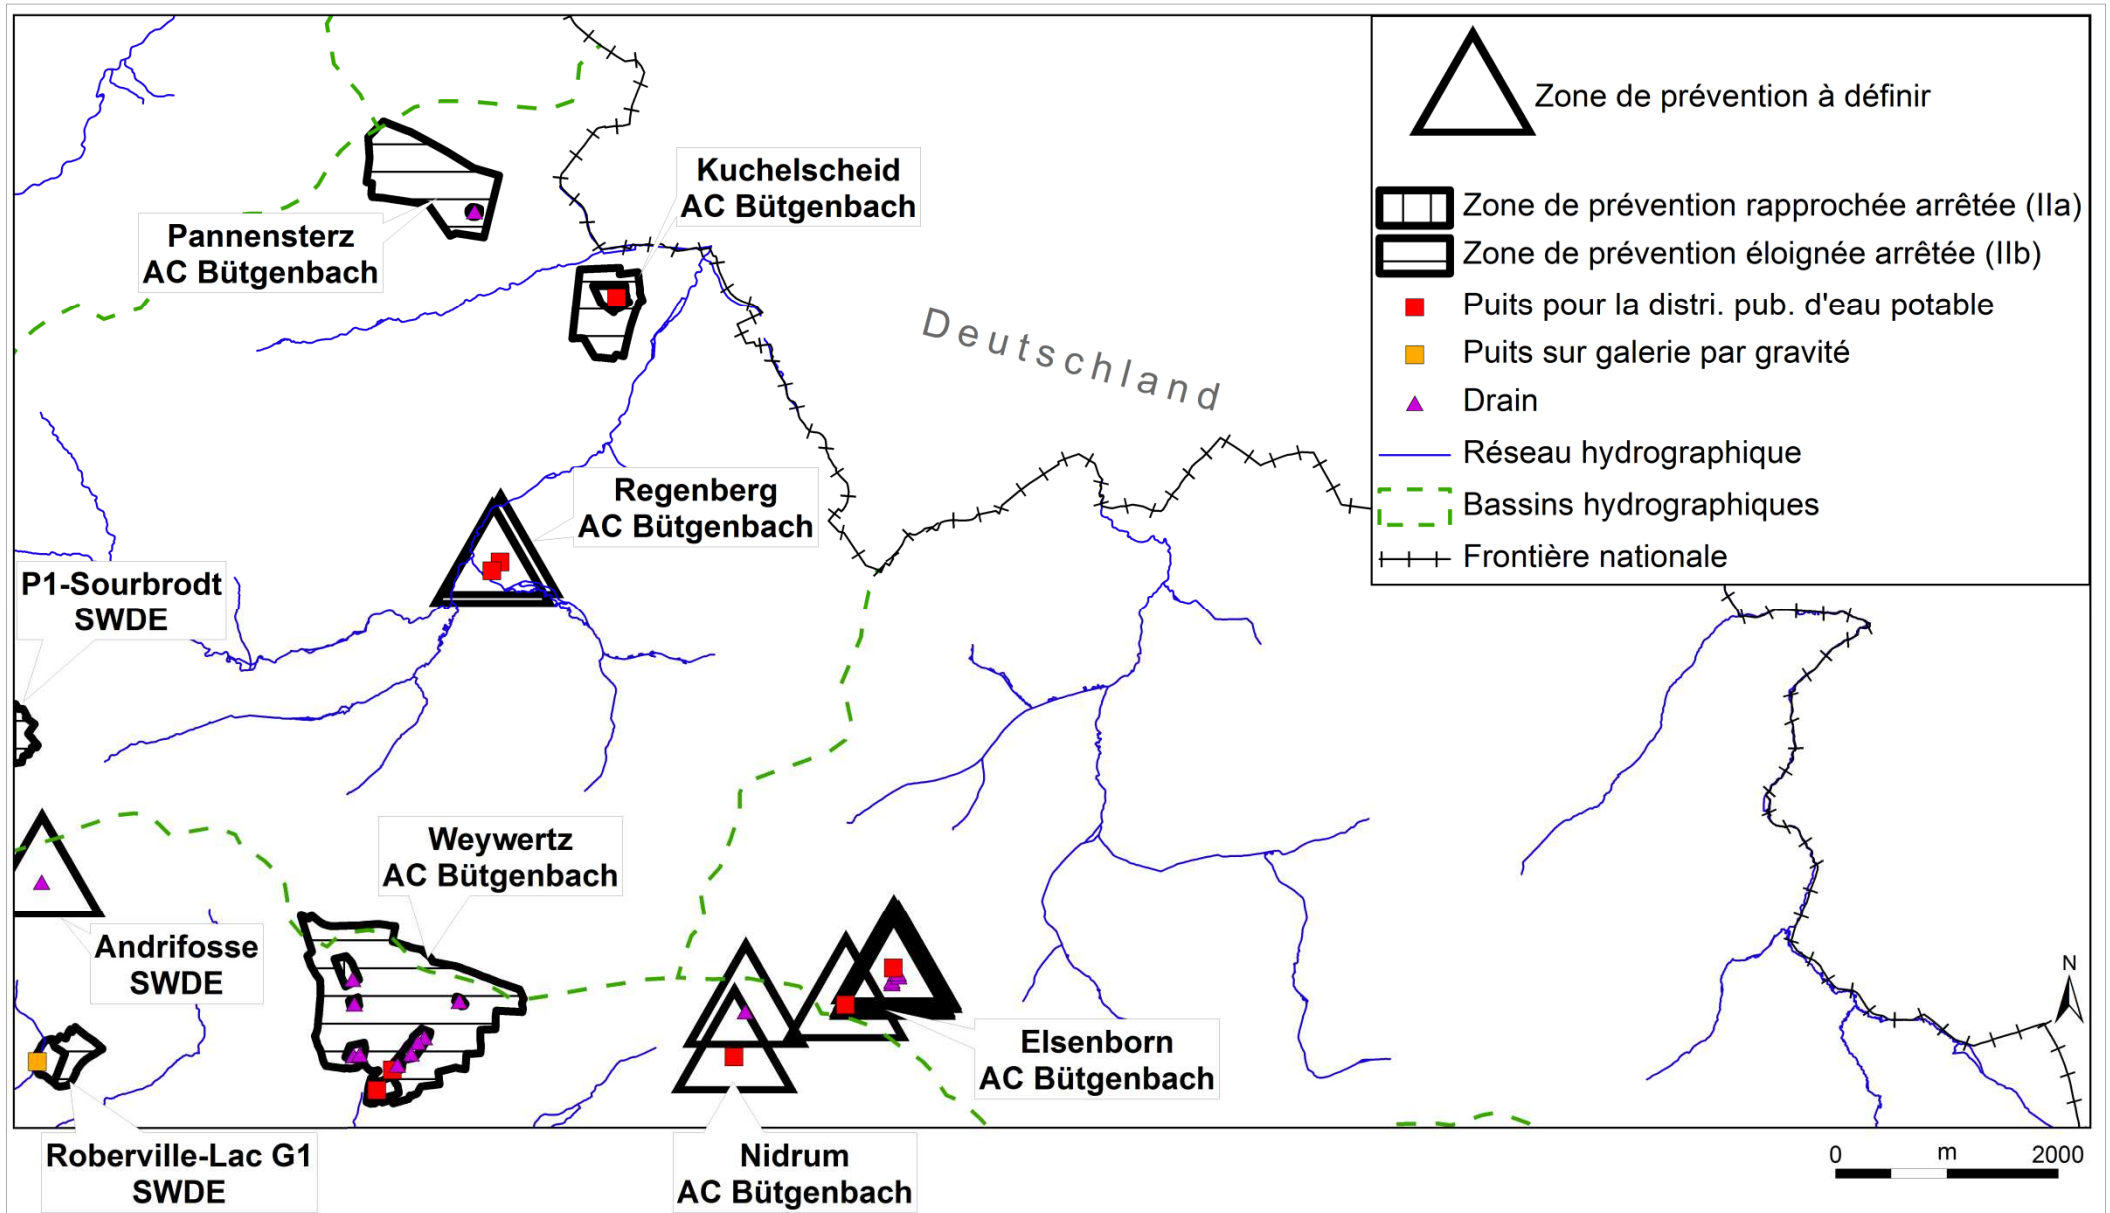 Zone de prévention à définir
Zone de prévention rapprochée arrêtée (IIa)
Zone de prévention éloignée arrêtée (IIb)
Puits pour la distri. pub. d'eau potable
Puits sur galerie par gravité
Drain
Réseau hydrographique
Bassins hydrographiques
Frontière nationale
Kuchelscheid
AC Bütgenbach
Pannensterz
AC Bütgenbach
Deutschland
Regenberg
AC Bütgenbach
P1-Sourbrodt
SWDE
Weywertz
AC Bütgenbach
Andrifosse
SWDE
Elsenborn
AC Bütgenbach
Roberville-Lac G1
SWDE
Nidrum
AC Bütgenbach
N
0 m 2000